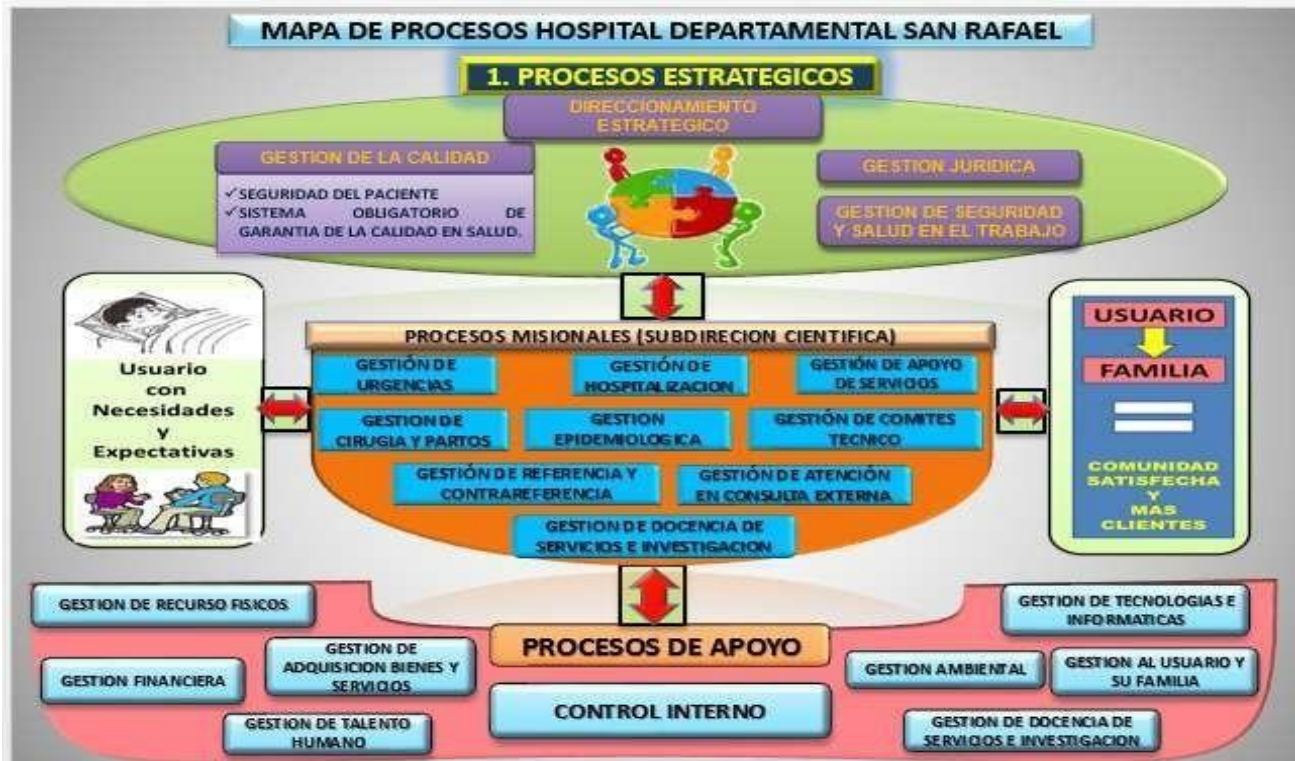 MAPA DE PROCESOS HOSPITAL DEPARTAMENTAL SAN RAFAEL
1. PROCESOS ESTRATEGICOS
DIRECCIONAMIENTO
ESTRATEGICO
GESTION DE LA CALIDAD
✓SEGURIDAD DEL PACIENTE
✓SISTEMA OBLIGATORIO DE
GARANTIA DE LA CALIDAD EN SALUD.
GESTION JURIDICA
GESTION DE SEGURIDAD
Y SALUD EN EL TRABAJO
Usuario
con
Necesidades
y
Expectativas
PROCESOS MISIONALES (SUBDIRECION CIENTIFICA)
GESTIÓN DE
URGENCIAS
GESTIÓN DE
HOSPITALIZACION
GESTIÓN DE APOYO
DE SERVICIOS
GESTION DE
CIRUGIA Y PARTOS
GESTION
EPIDEMIOLOGICA
GESTIÓN DE COMITES
TECNICO
GESTIÓN DE REFERENCIA Y
CONTRAREFERENCIA
GESTIÓN DE ATENCIÓN
EN CONSULTA EXTERNA
GESTION DE DOCENCIA DE
SERVICIOS E INVESTIGACION
USUARIO
FAMILIA
COMUNIDAD
SATISFECHA
Y
MAS
CLIENTES
PROCESOS DE APOYO
CONTROL INTERNO
GESTION DE RECURSO FISICOS
GESTION FINANCIERA
GESTION DE
ADQUISICION BIENES Y
SERVICIOS
GESTION DE TALENTO
HUMANO
GESTION DE TECNOLOGIAS E
INFORMATICAS
GESTION AMBIENTAL
GESTION AL USUARIO Y
SU FAMILIA
GESTION DE DOCENCIA DE
SERVICIOS E INVESTIGACION